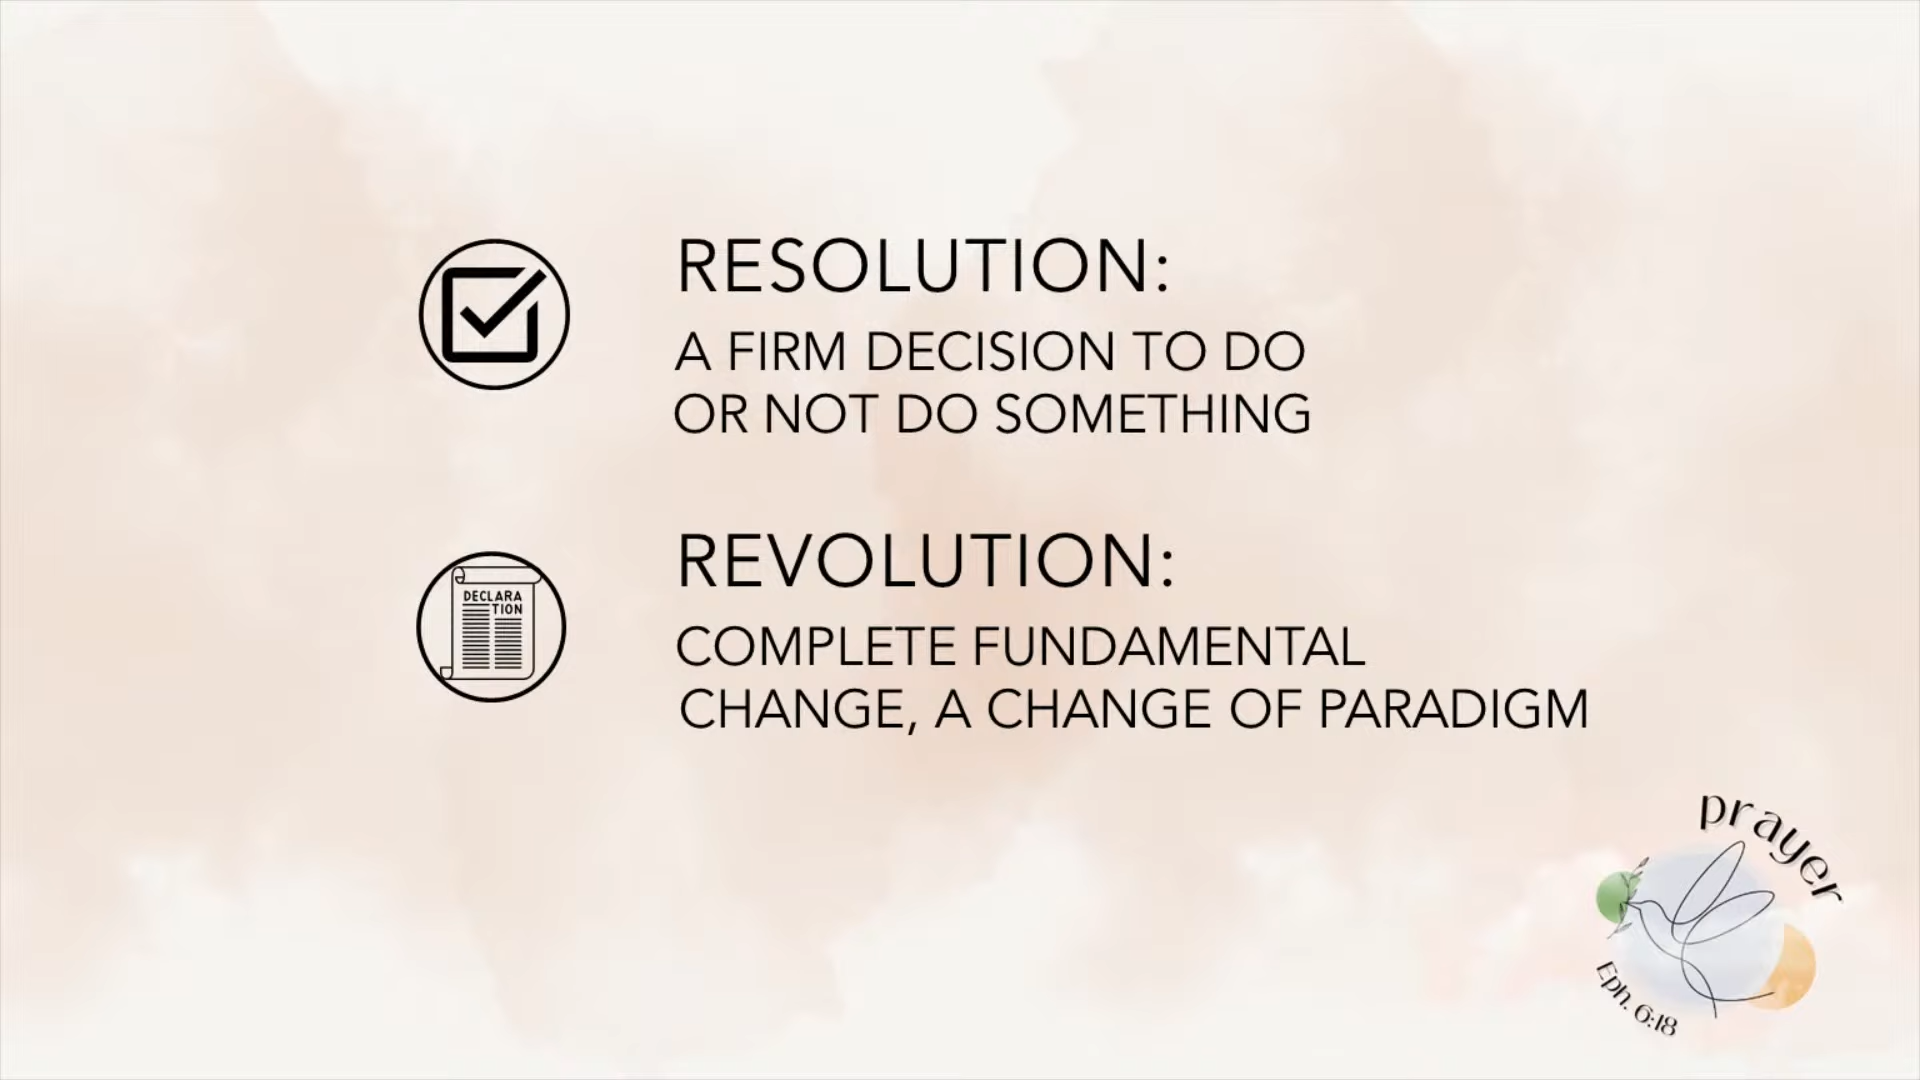 RESOLUTION:
A FIRM DECISION TO DO
OR NOT DO SOMETHING
DECLARA
TION
REVOLUTION:
COMPLETE FUNDAMENTAL
CHANGE, A CHANGE OF PARADIGM
prayer
Eph. 6:18